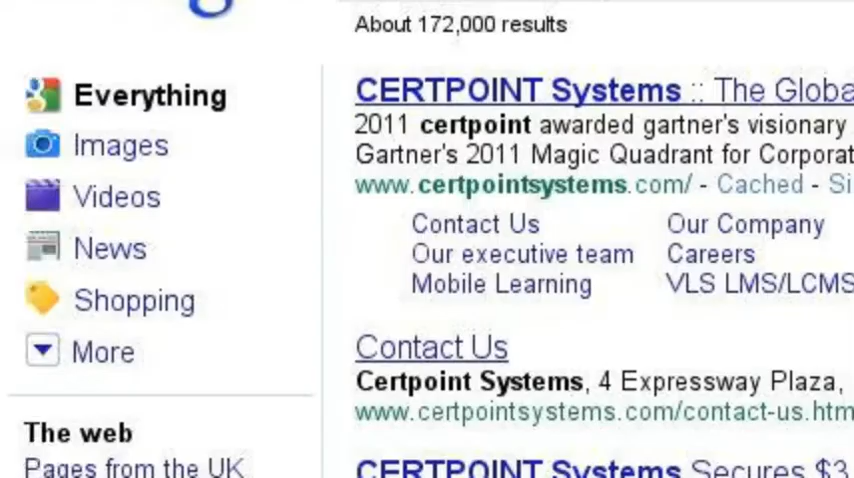 About 172,000 results
Everything
Images
Videos
News
Shopping
More
The web
Pages from the UK
CERTPOINT Systems :: The Globa
2011 certpoint awarded gartner's visionary
Gartner's 2011 Magic Quadrant for Corporat
www.certpointsystems.com/ - Cached - Si
Contact Us Our Company
Our executive team Careers
Mobile Learning VLS LMS/LCMS
Contact Us
Certpoint Systems, 4 Expressway Plaza,
www.certpointsystems.com/contact-us.htm
CERTPOINT Systems Secures $3